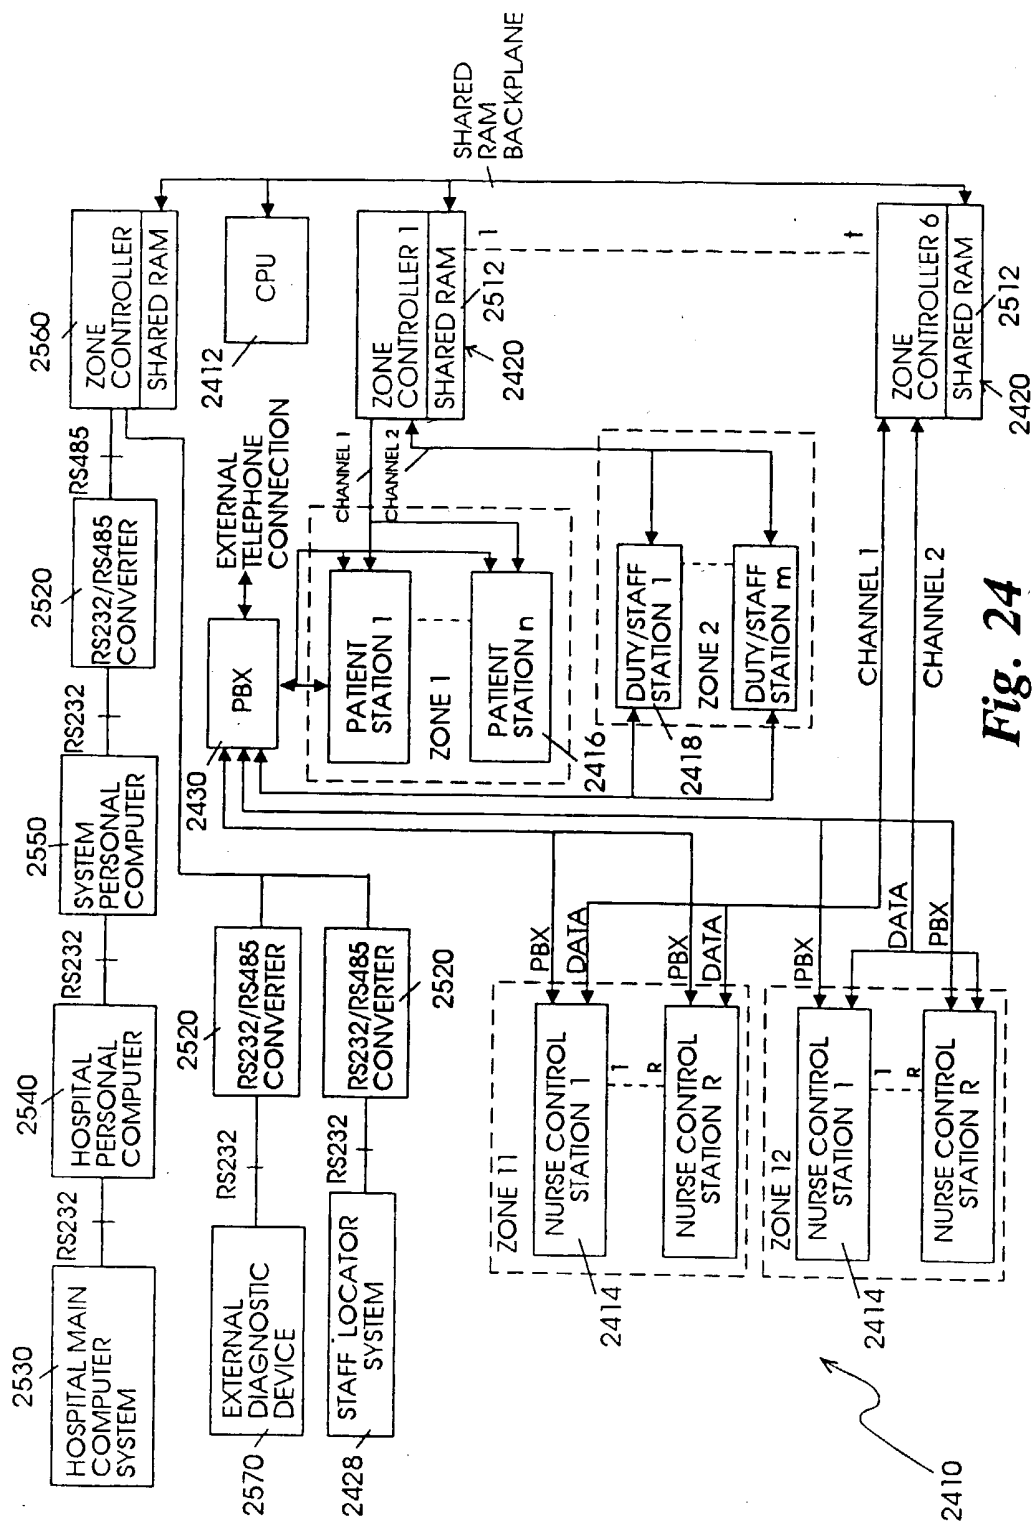 2530
HOSPITAL MAIN
COMPUTER
SYSTEM
RS232
2540
HOSPITAL
PERSONAL
COMPUTER
RS232
2550
SYSTEM
PERSONAL
COMPUTER
RS232
2520
RS232/RS485
CONVERTER
RS485
2560
ZONE
CONTROLLER
SHARED RAM
2570
EXTERNAL
DIAGNOSTIC
DEVICE
RS232
2520
RS232/RS485
CONVERTER
2428
STAFF LOCATOR
SYSTEM
RS232
RS232/RS485
CONVERTER
2520
2430
PBX
EXTERNAL
TELEPHONE
CONNECTION
2412
CPU
SHARED
RAM
BACKPLANE
PATIENT
STATION 1
ZONE 1
PATIENT
STATION n
2416
CHANNEL 1
CHANNEL 2
ZONE
CONTROLLER 1
SHARED RAM
2512
2420
1
t
DUTY/STAFF
STATION 1
2418
ZONE 2
DUTY/STAFF
STATION m
ZONE 11
NURSE CONTROL
STATION 1
2414
1
R
NURSE CONTROL
STATION R
PBX
DATA
PBX
DATA
ZONE 12
NURSE CONTROL
STATION 1
2414
1
R
NURSE CONTROL
STATION R
PBX
DATA
PBX
CHANNEL 1
CHANNEL 2
ZONE
CONTROLLER 6
SHARED RAM
2512
2420
2410
Fig. 24